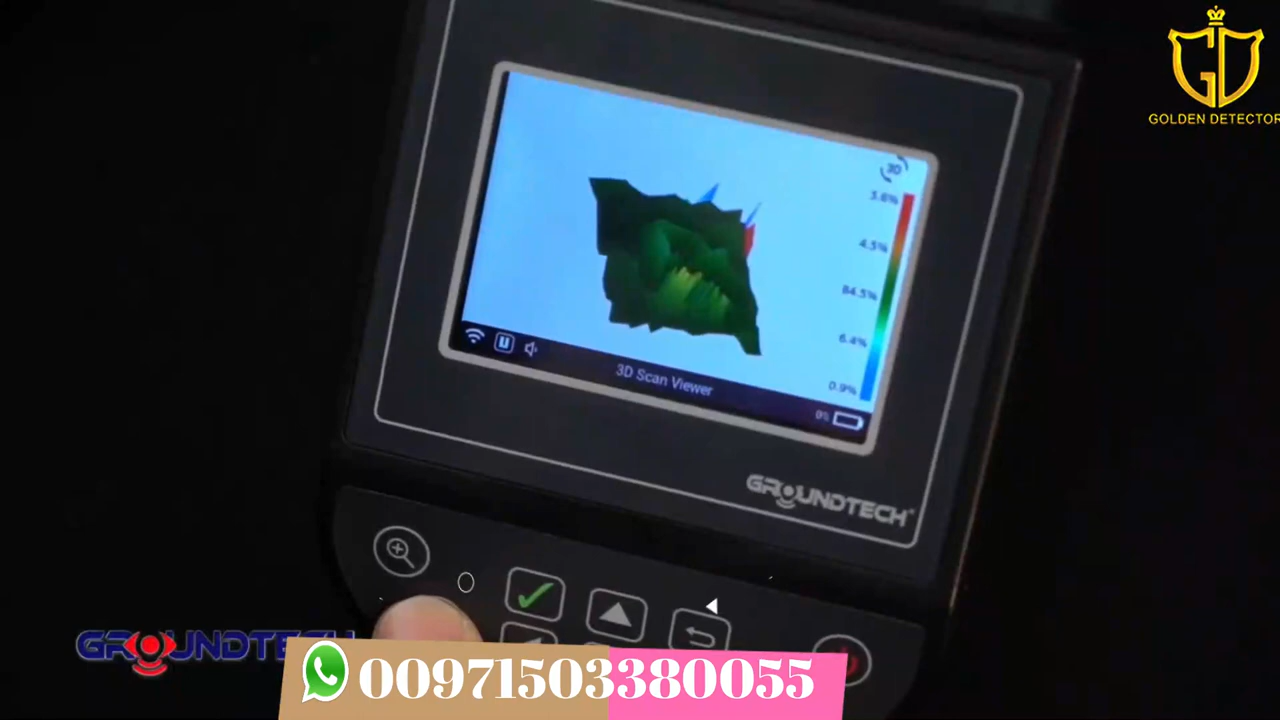 GD
GOLDEN DETECTOR
3D
3.6%
4.5%
84.5%
6.4%
0.9%
3D Scan Viewer
0%
GROUNDTECH
GROUNDTECH
00971503380055